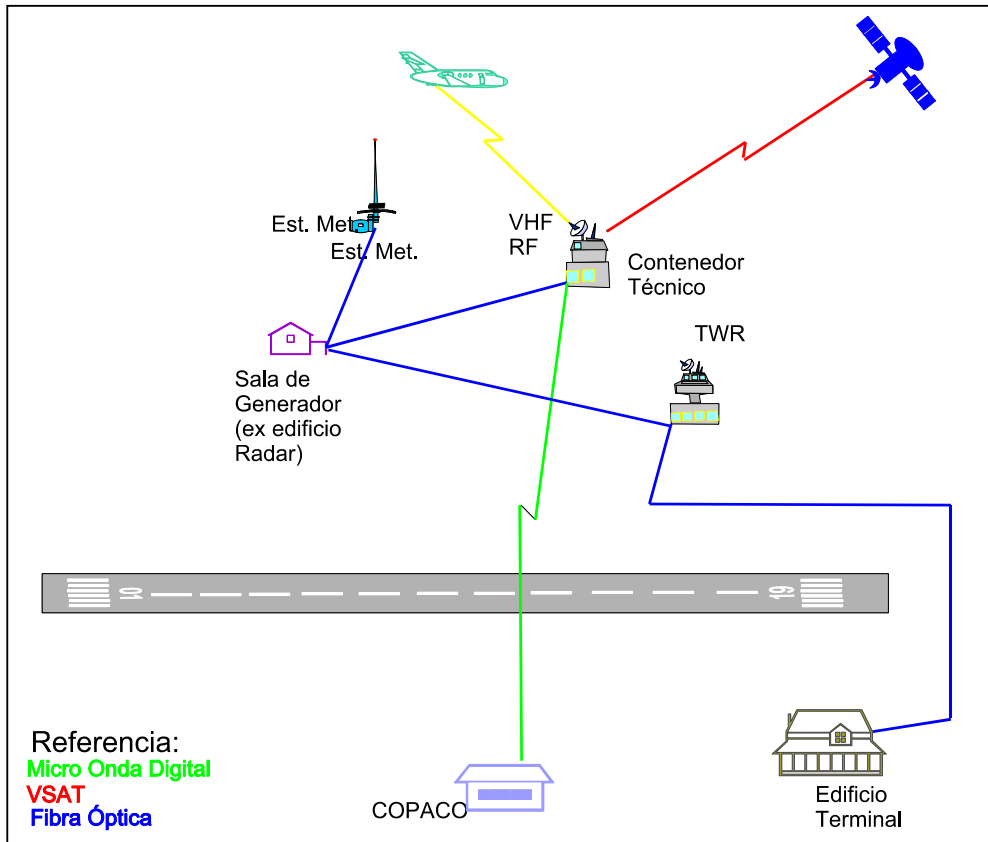 VHF
RF
Est. Met.
Est. Met.
Contenedor
Técnico
TWR
Sala de
Generador
(ex edificio
Radar)
01
19
Referencia:
Micro Onda Digital
VSAT
Fibra Óptica
COPACO
Edificio
Terminal